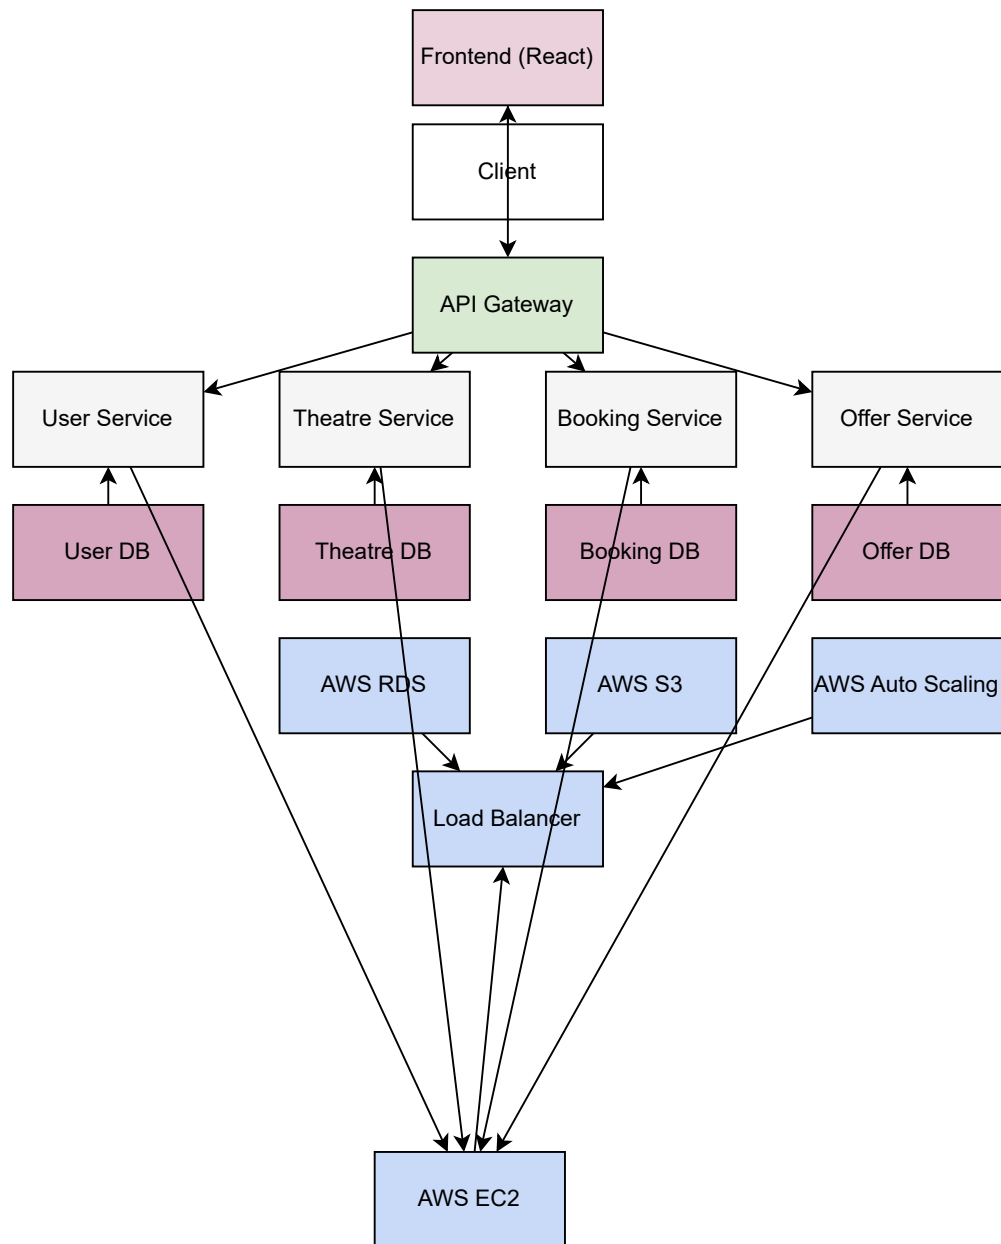 Frontend (React)
Client
API Gateway
User Service
Theatre Service
Booking Service
Offer Service
User DB
Theatre DB
Booking DB
Offer DB
AWS RDS
AWS S3
AWS Auto Scaling
Load Balancer
AWS EC2